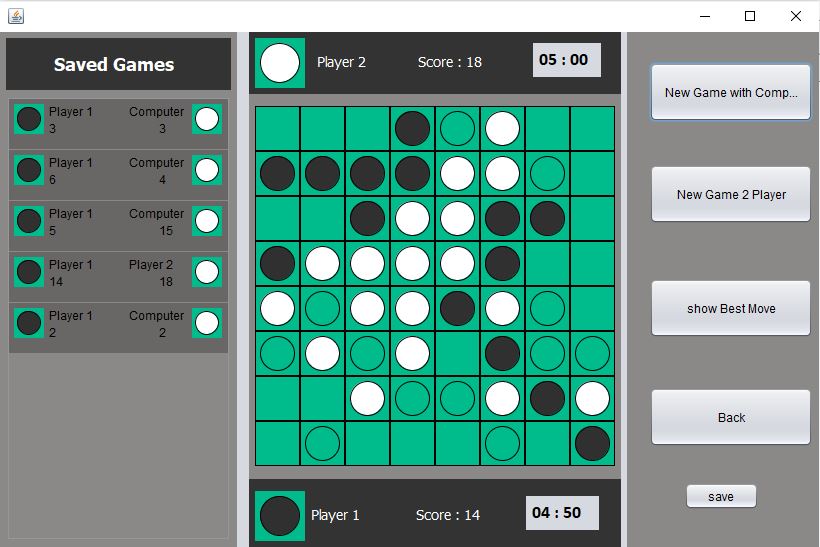 Saved Games
Player 1 Computer
3 3
Player 1 Computer
6 4
Player 1 Computer
5 15
Player 1 Player 2
14 18
Player 1 Computer
2 2
Player 2 Score : 18 05 : 00
Player 1 Score : 14 04 : 50
New Game with Comp...
New Game 2 Player
show Best Move
Back
save